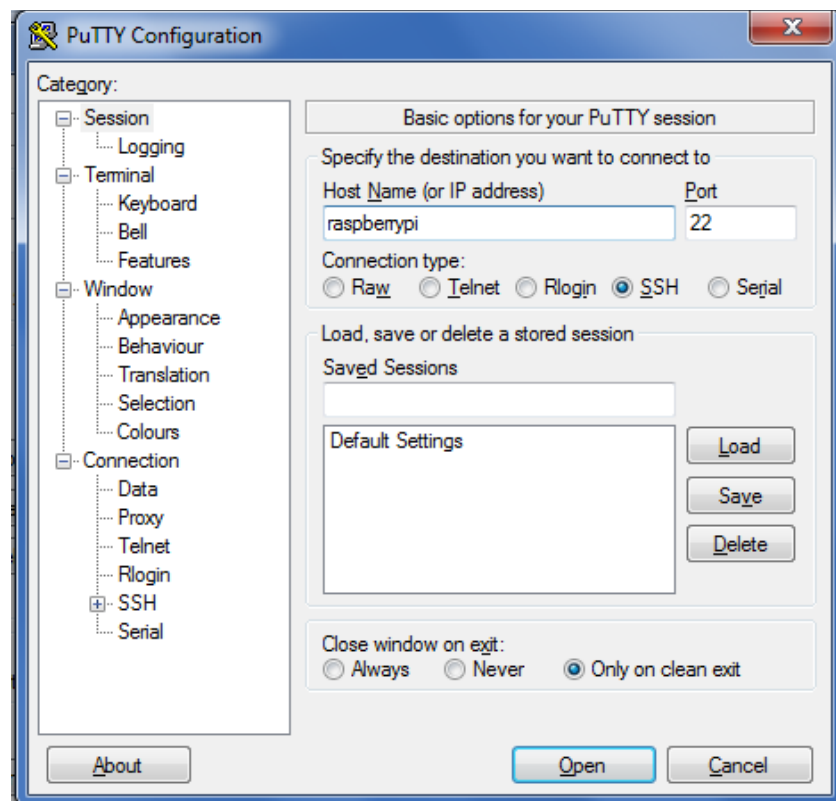 PuTTY Configuration
Category:
Session
Logging
Terminal
Keyboard
Bell
Features
Window
Appearance
Behaviour
Translation
Selection
Colours
Connection
Data
Proxy
Telnet
Rlogin
SSH
Serial
Basic options for your PuTTY session
Specify the destination you want to connect to
Host Name (or IP address) Port
raspberrypi 22
Connection type:
Raw Telnet Rlogin SSH Serial
Load, save or delete a stored session
Saved Sessions
Default Settings
Load
Save
Delete
Close window on exit:
Always Never Only on clean exit
About Open Cancel